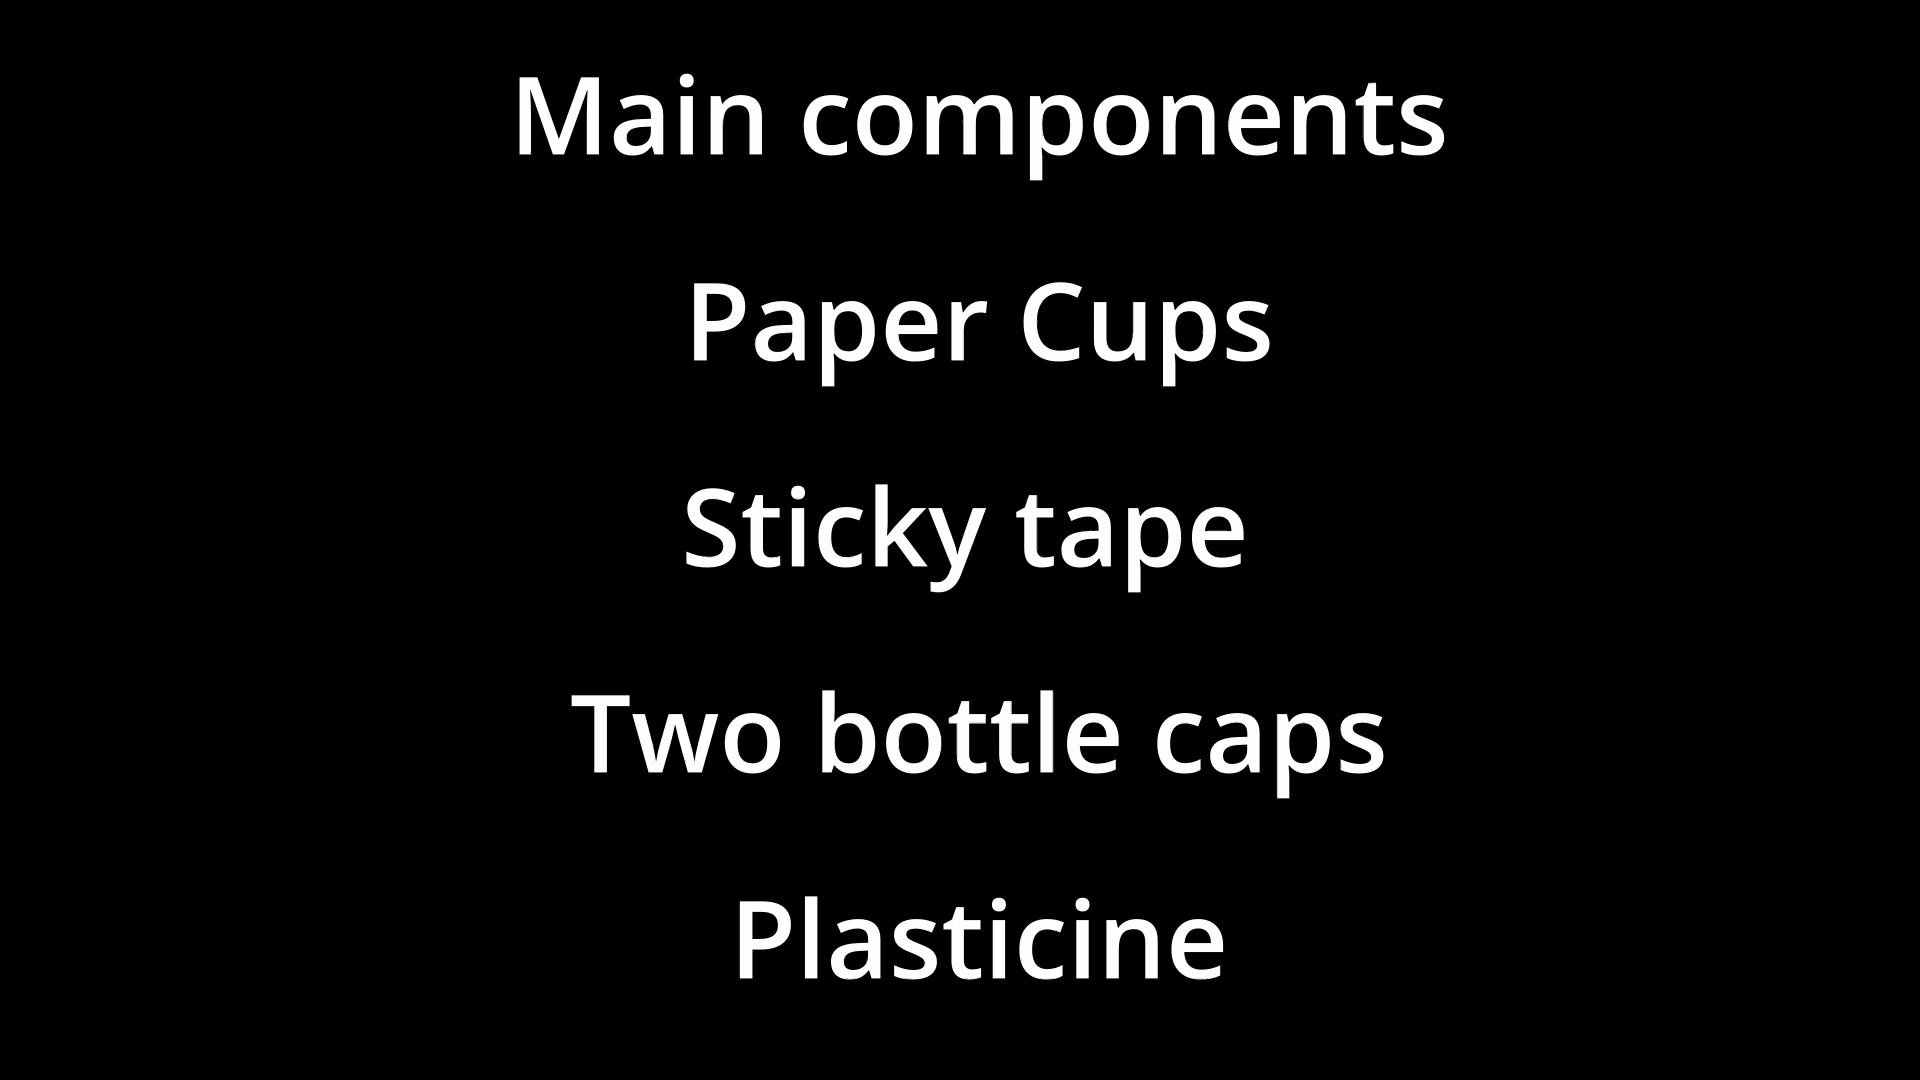 Main components
Paper Cups
Sticky tape
Two bottle caps
Plasticine